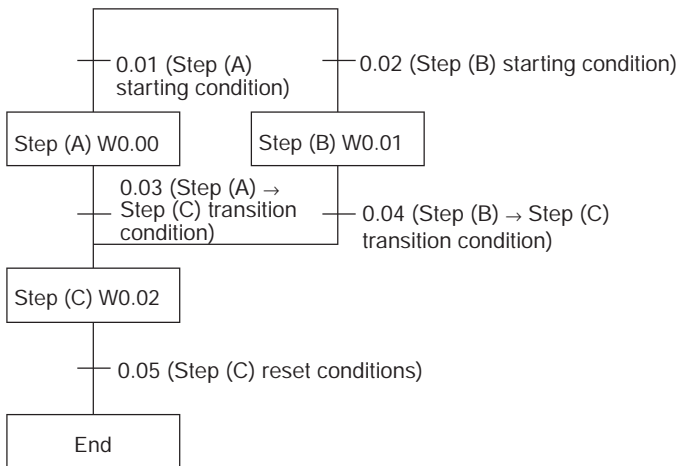 0.01 (Step (A)
starting condition)
0.02 (Step (B) starting condition)
Step (A) W0.00
Step (B) W0.01
0.03 (Step (A) →
Step (C) transition
condition)
0.04 (Step (B) → Step (C)
transition condition)
Step (C) W0.02
0.05 (Step (C) reset conditions)
End